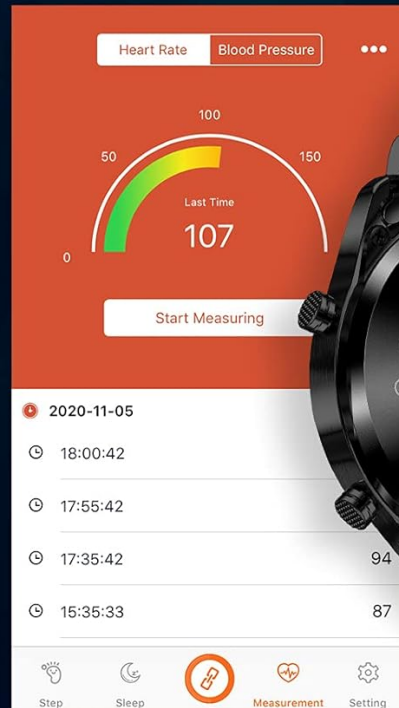 Heart Rate Blood Pressure
100
50 150
Last Time
107
0
Start Measuring
2020-11-05
18:00:42
17:55:42
17:35:42 94
15:35:33 87
Step Sleep Measurement Setting